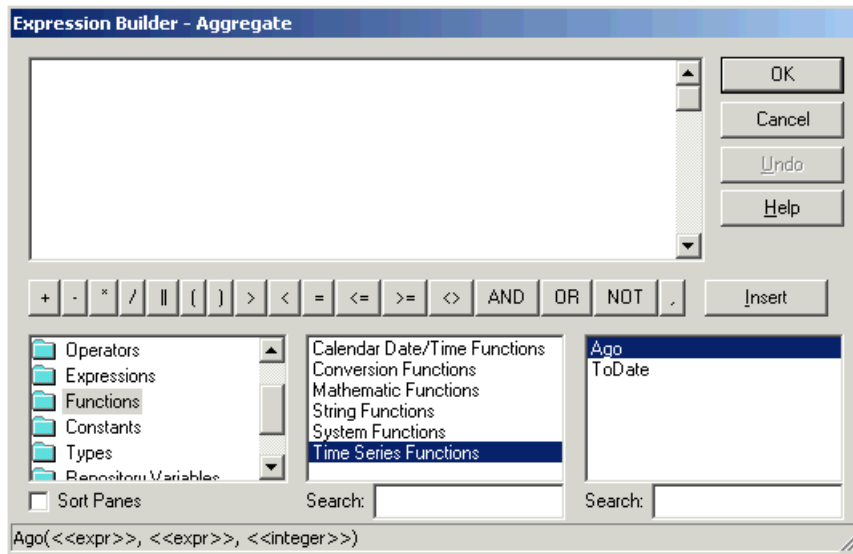 Expression Builder - Aggregate
OK
Cancel
Undo
Help
+ - * / || ( ) > < = <= >= <> AND OR NOT , Insert
Operators
Expressions
Functions
Constants
Types
Repository Variables
Calendar Date/Time Functions
Conversion Functions
Mathematic Functions
String Functions
System Functions
Time Series Functions
Ago
ToDate
Sort Panes
Search:
Search:
Ago(<<expr>>, <<expr>>, <<integer>>)